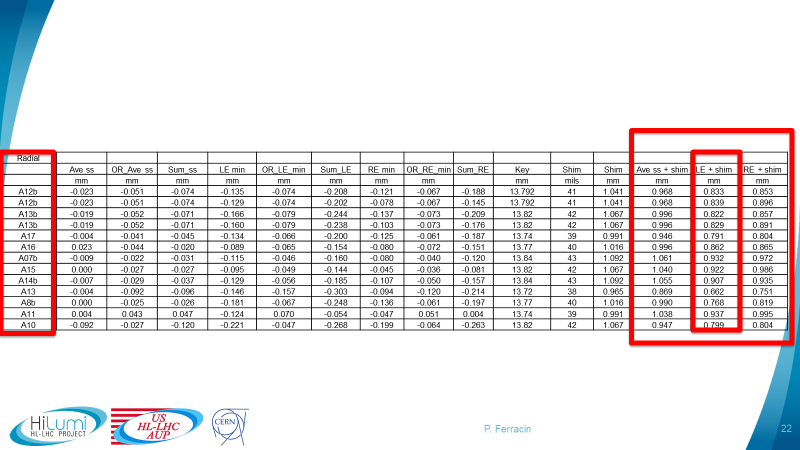 Radial
Ave ss OR_Ave ss Sum_ss LE min OR_LE_min Sum_LE RE min OR_RE_min Sum_RE Key Shim Shim Ave ss + shim LE + shim RE + shim
mm mm mm mm mm mm mm mm mm mm mils mm mm mm mm
A12b -0.023 -0.051 -0.074 -0.135 -0.074 -0.208 -0.121 -0.067 -0.188 13.792 41 1.041 0.968 0.833 0.853
A12b -0.023 -0.051 -0.074 -0.129 -0.074 -0.202 -0.078 -0.067 -0.145 13.792 41 1.041 0.968 0.839 0.896
A13b -0.019 -0.052 -0.071 -0.166 -0.079 -0.244 -0.137 -0.073 -0.209 13.82 42 1.067 0.996 0.822 0.857
A13b -0.019 -0.052 -0.071 -0.160 -0.079 -0.238 -0.103 -0.073 -0.176 13.82 42 1.067 0.996 0.829 0.891
A17 -0.004 -0.041 -0.045 -0.134 -0.066 -0.200 -0.125 -0.061 -0.187 13.74 39 0.991 0.946 0.791 0.804
A16 0.023 -0.044 -0.020 -0.089 -0.065 -0.154 -0.080 -0.072 -0.151 13.77 40 1.016 0.996 0.862 0.865
A07b -0.009 -0.022 -0.031 -0.115 -0.046 -0.160 -0.080 -0.040 -0.120 13.84 43 1.092 1.061 0.932 0.972
A15 0.000 -0.027 -0.027 -0.095 -0.049 -0.144 -0.045 -0.036 -0.081 13.82 42 1.067 1.040 0.922 0.986
A14b -0.007 -0.029 -0.037 -0.129 -0.056 -0.185 -0.107 -0.050 -0.157 13.84 43 1.092 1.055 0.907 0.935
A13 -0.004 -0.092 -0.096 -0.146 -0.157 -0.303 -0.094 -0.120 -0.214 13.72 38 0.965 0.869 0.662 0.751
A8b 0.000 -0.025 -0.026 -0.181 -0.067 -0.248 -0.136 -0.061 -0.197 13.77 40 1.016 0.990 0.768 0.819
A11 0.004 0.043 0.047 -0.124 0.070 -0.054 -0.047 0.051 0.004 13.74 39 0.991 1.038 0.937 0.995
A10 -0.092 -0.027 -0.120 -0.221 -0.047 -0.268 -0.199 -0.064 -0.263 13.82 42 1.067 0.947 0.799 0.804
HiLumi
HL-LHC PROJECT
US
HL-LHC
AUP
CERN
P. Ferracin
22